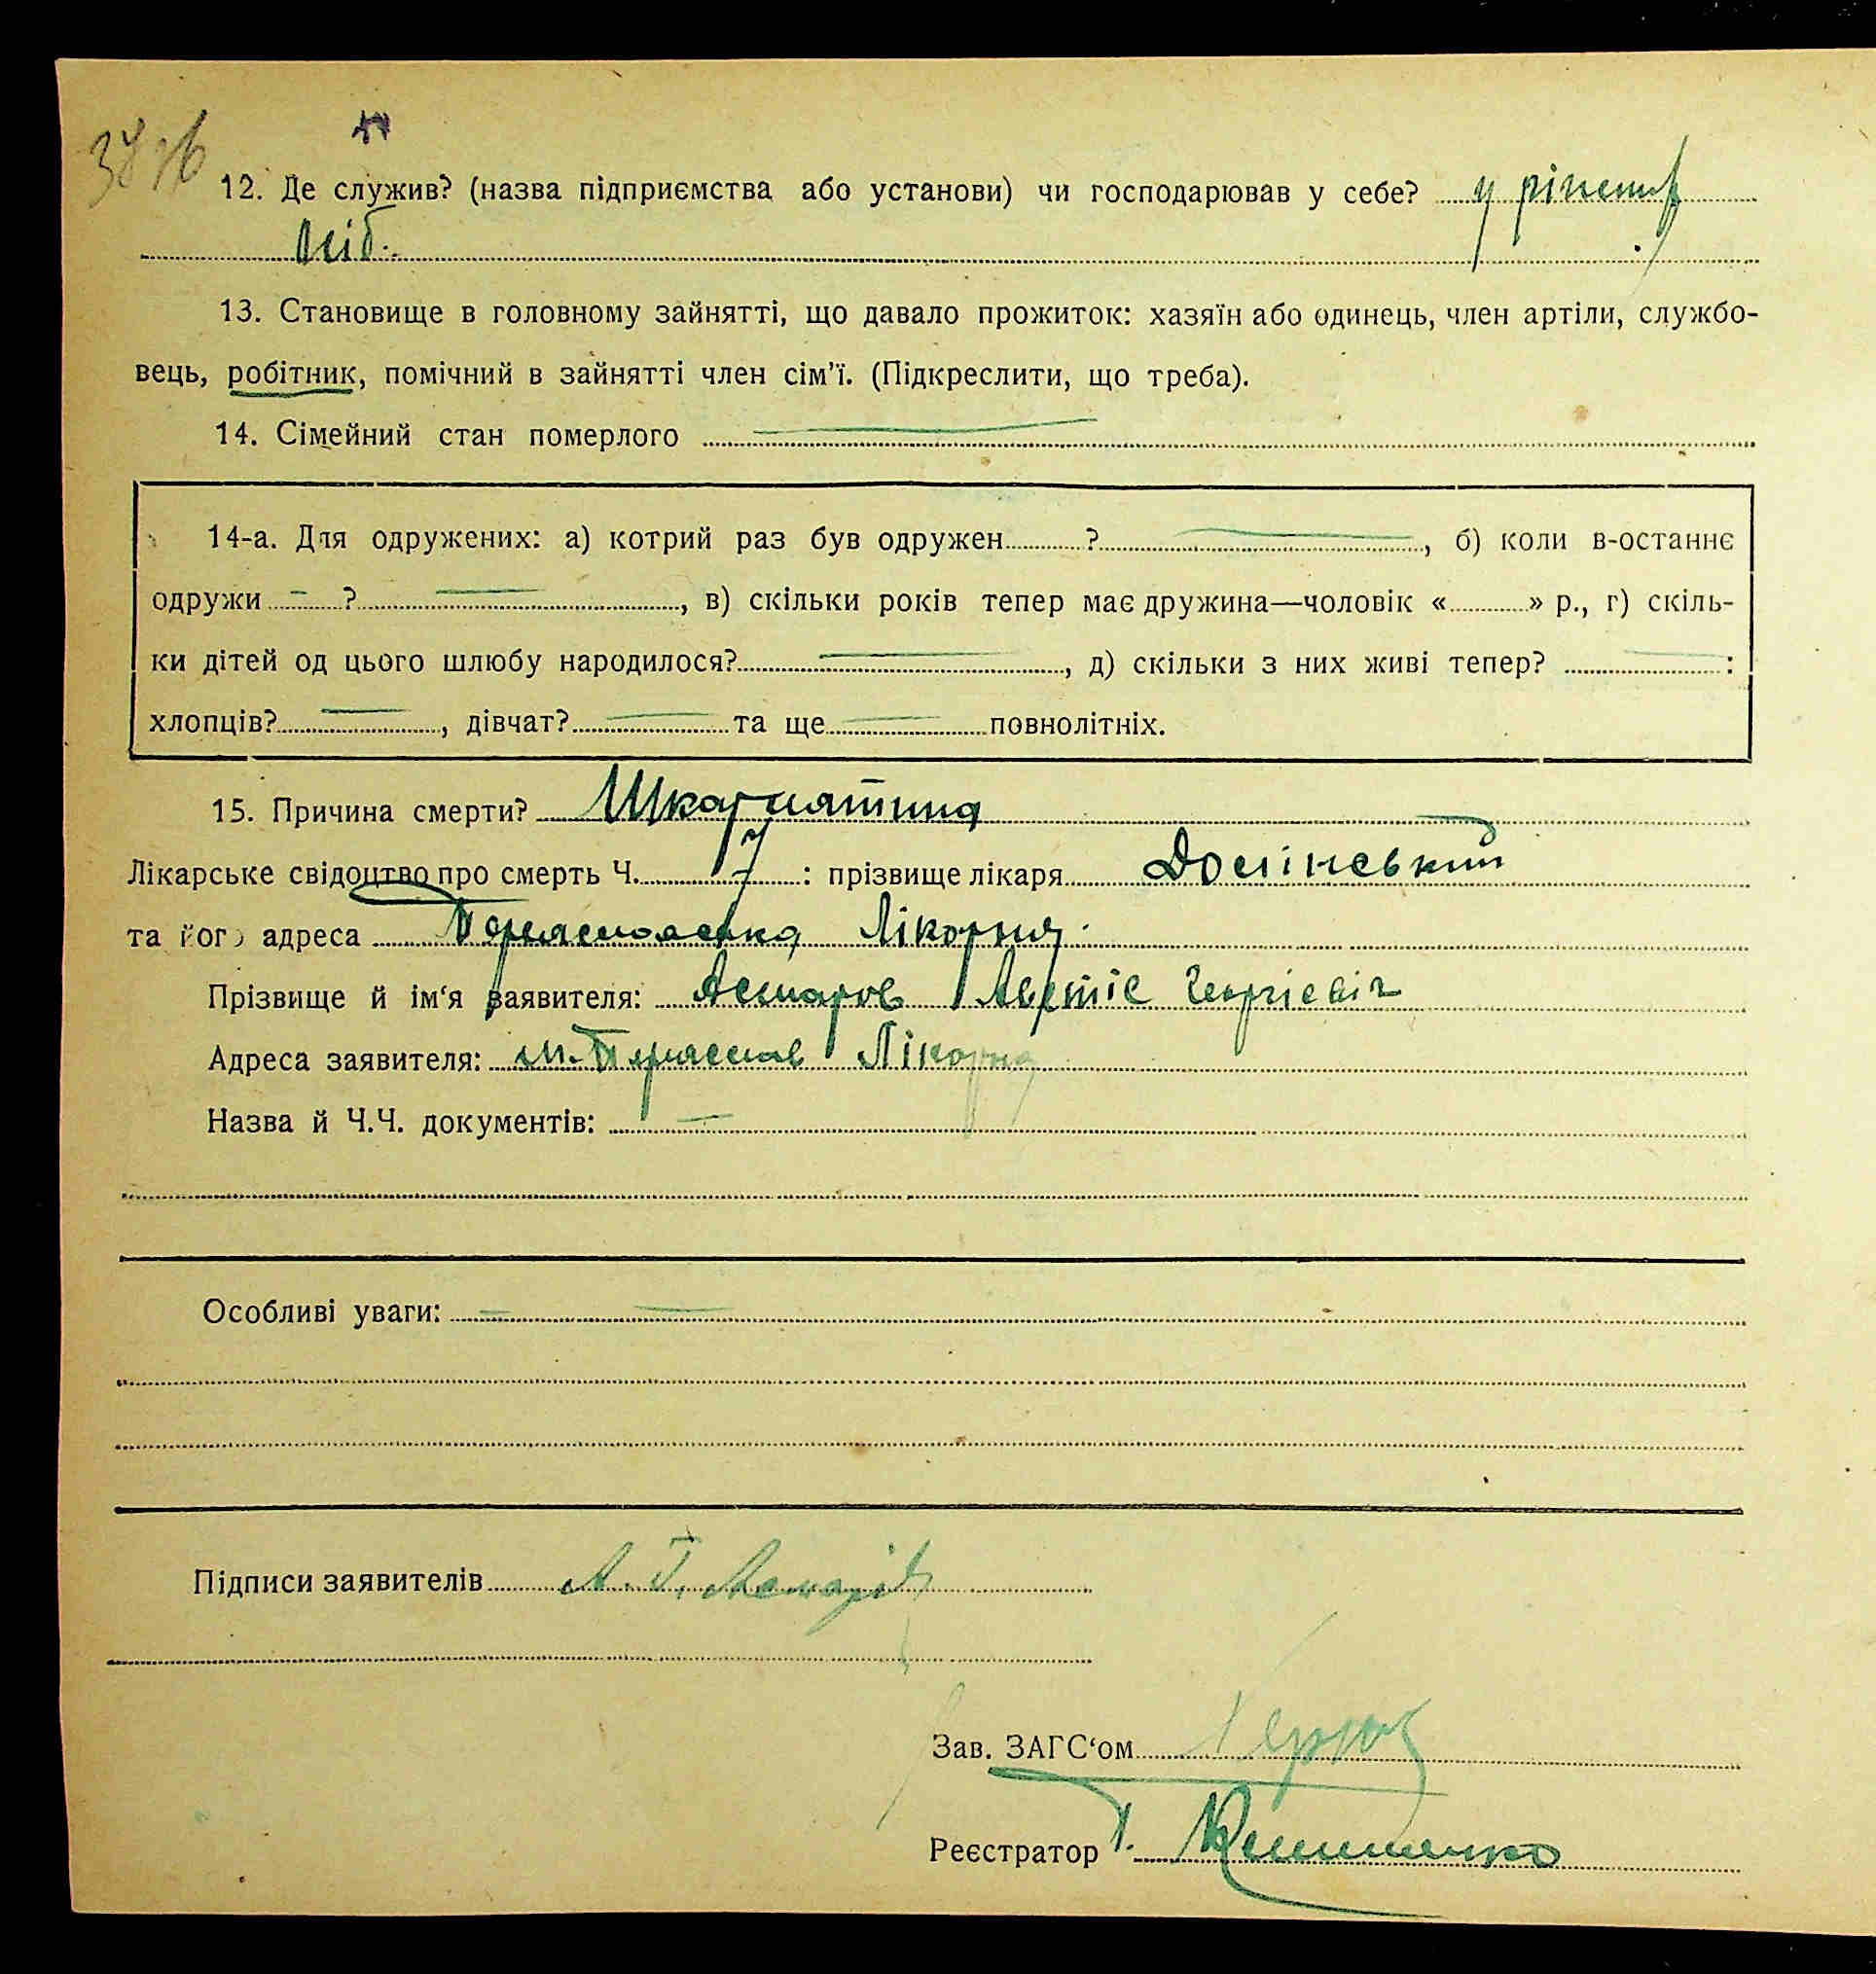 12. Де служив? (назва підприємства або установи) чи господарював у себе? у
13. Становище в головному зайнятті, що давало прожиток: хазяїн або одинець, член артіли, службо-
вець, робітник, помічний в зайнятті член сім'ї. (Підкреслити, що треба).
14. Сімейний стан померлого
14-а. Для одружених: а) котрий раз був одружен ? , б) коли в-останнє
одружи - ? , в) скільки років тепер має дружина—чоловік « » р., г) скіль-
ки дітей од цього шлюбу народилося? , д) скільки з них живі тепер? :
хлопців? , дівчат? та ще повнолітніх.
15. Причина смерти? Шкарлятина
Лікарське свідоцтво про смерть Ч. 7 : прізвище лікаря
та його адреса Переяславська Лікарня.
Прізвище й ім'я заявителя: Георгієвіч
Адреса заявителя: м. Переяслав Лікарня
Назва й Ч.Ч. документів: —
Особливі уваги:
Підписи заявителів А. Г.
Зав. ЗАГС'ом
Реєстратор Г.